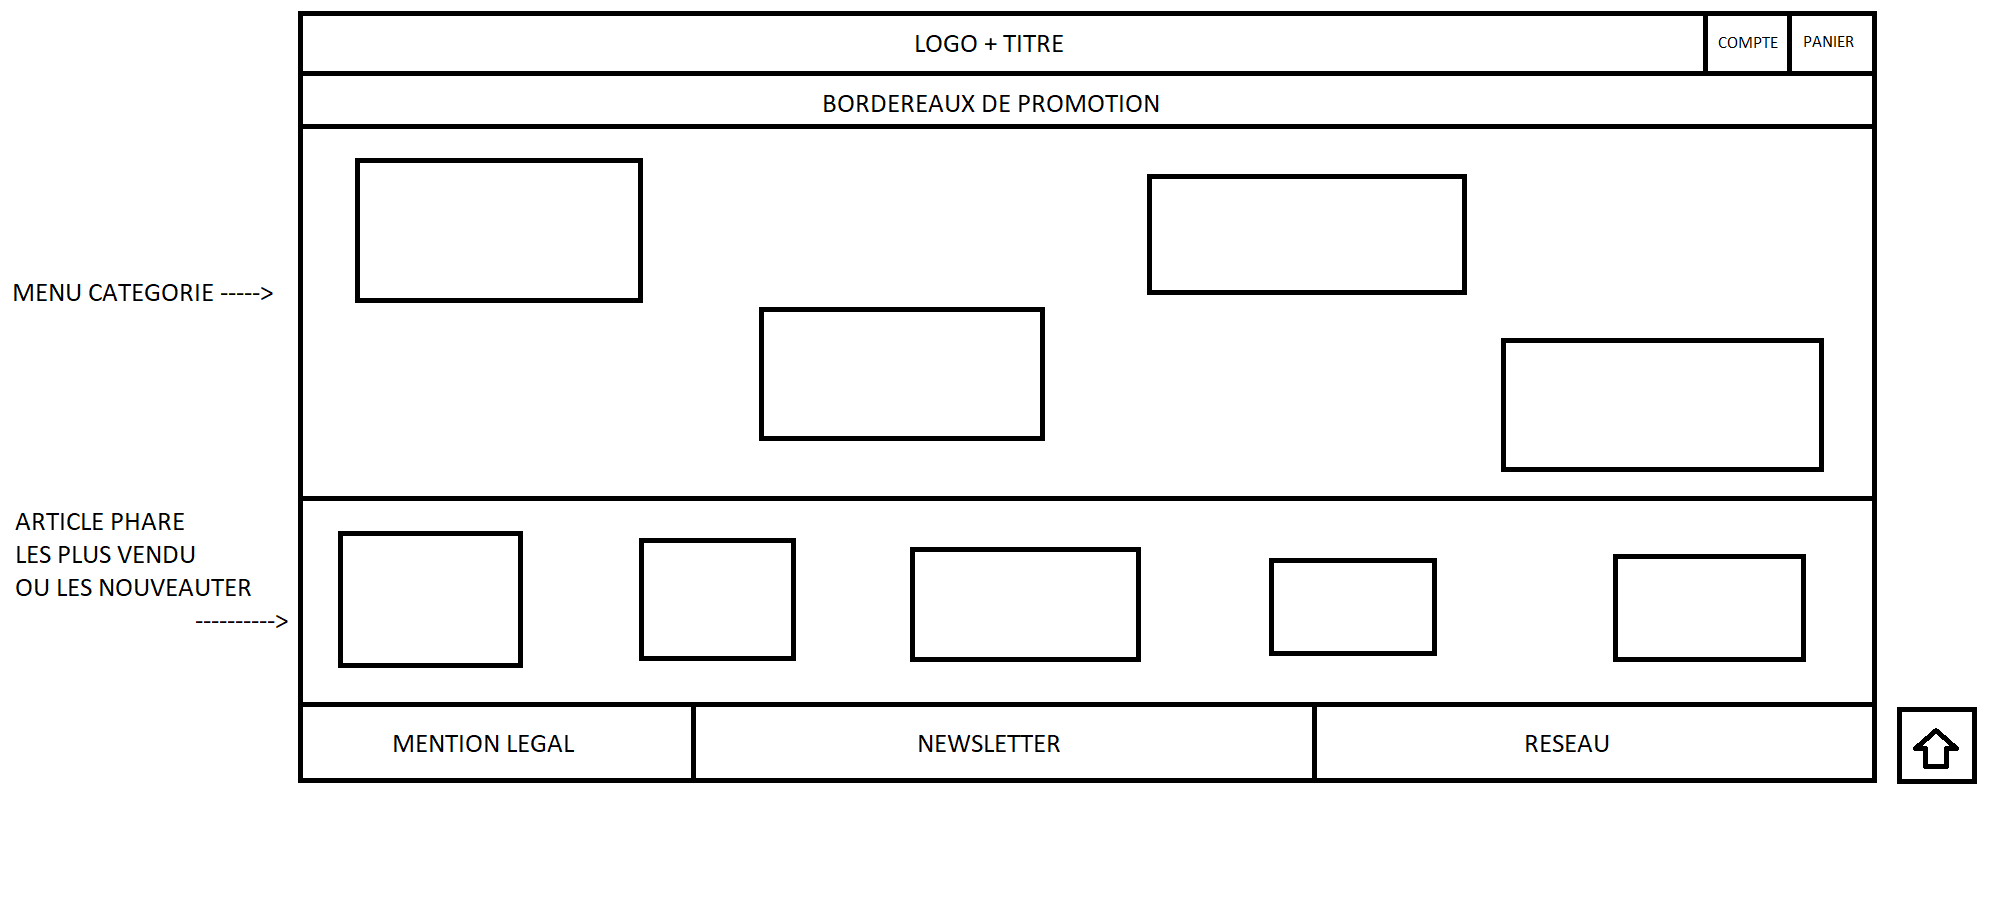 LOGO + TITRE
COMPTE
PANIER
BORDEREAUX DE PROMOTION
MENU CATEGORIE ----->
ARTICLE PHARE
LES PLUS VENDU
OU LES NOUVEAUTER
---------->
MENTION LEGAL
NEWSLETTER
RESEAU